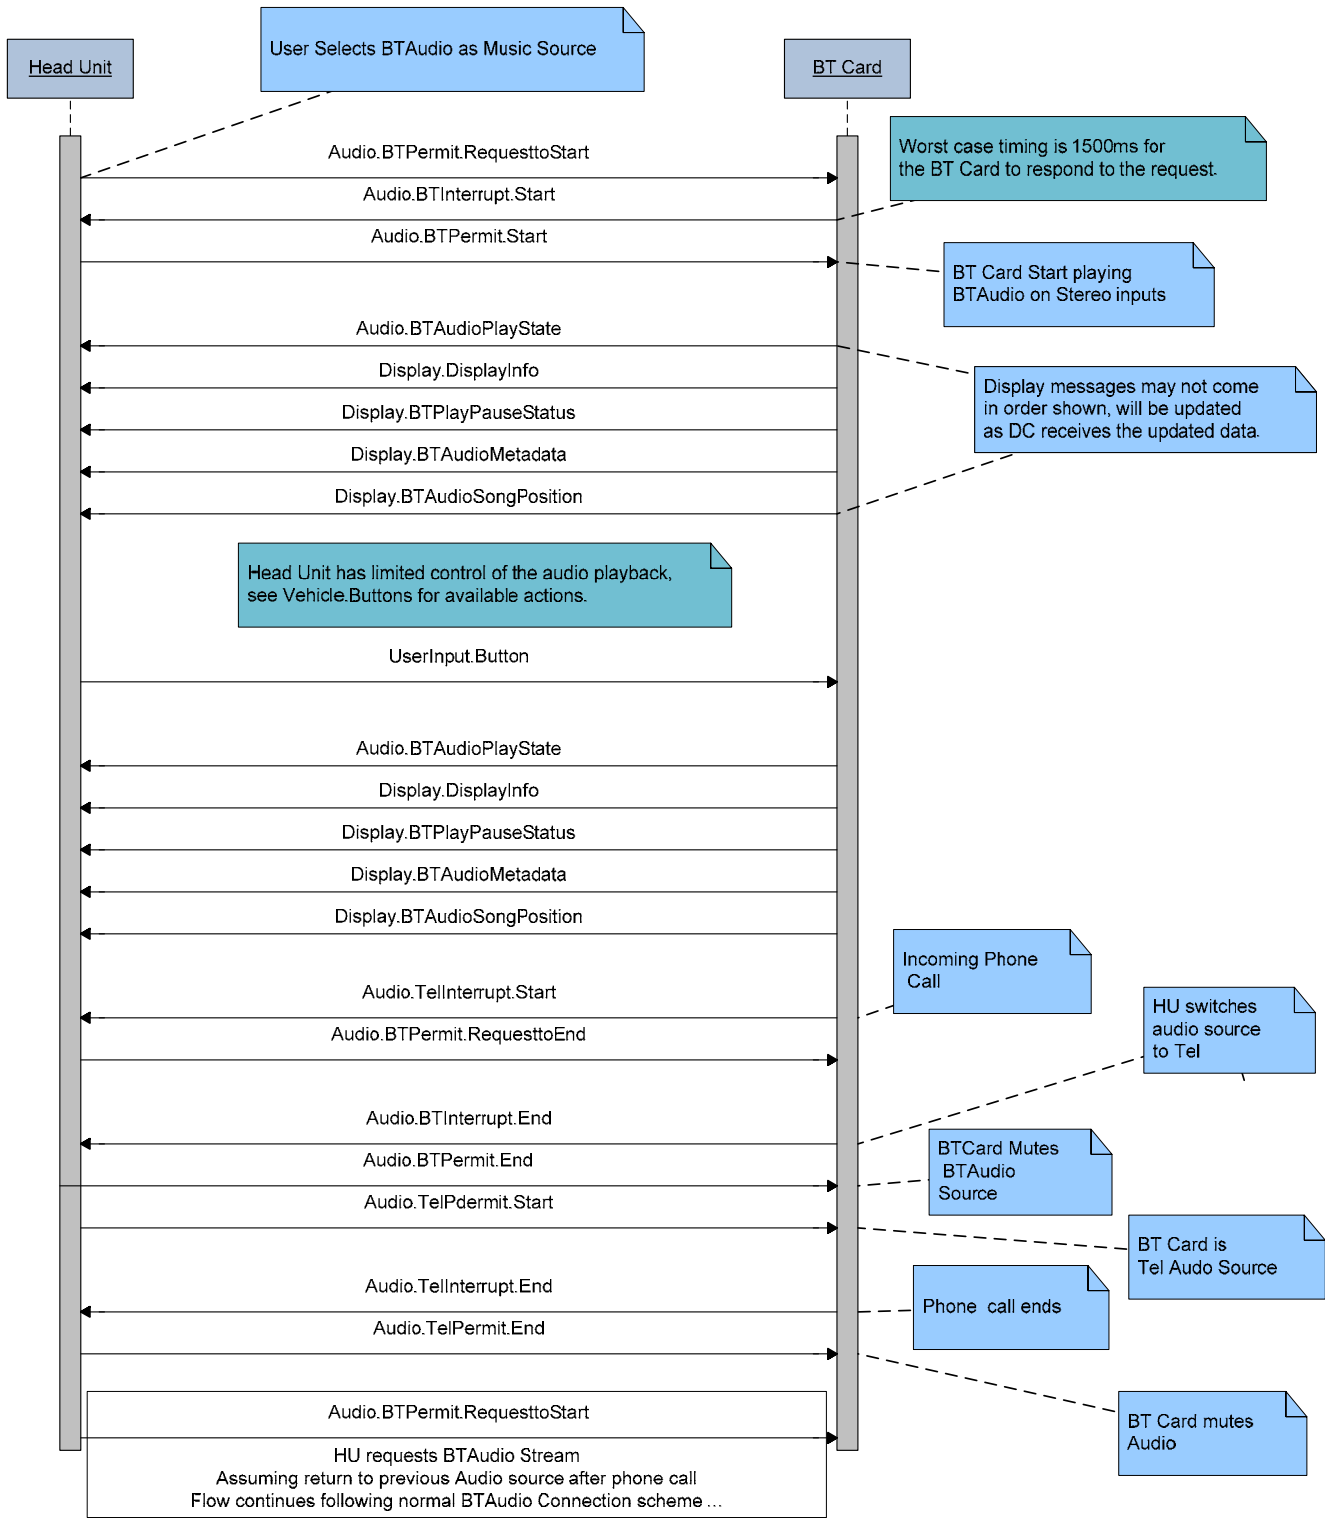 User Selects BTAudio as Music Source
Head Unit
BT Card
Worst case timing is 1500ms for
the BT Card to respond to the request.
Audio.BTPermit.RequesttoStart
Audio.BTInterrupt.Start
Audio.BTPermit.Start
BT Card Start playing
BTAudio on Stereo inputs
Audio.BTAudioPlayState
Display.DisplayInfo
Display.BTPlayPauseStatus
Display.BTAudioMetadata
Display.BTAudioSongPosition
Display messages may not come
in order shown, will be updated
as DC receives the updated data.
Head Unit has limited control of the audio playback,
see Vehicle.Buttons for available actions.
UserInput.Button
Audio.BTAudioPlayState
Display.DisplayInfo
Display.BTPlayPauseStatus
Display.BTAudioMetadata
Display.BTAudioSongPosition
Incoming Phone
Call
Audio.TelInterrupt.Start
Audio.BTPermit.RequesttoEnd
HU switches
audio source
to Tel
Audio.BTInterrupt.End
Audio.BTPermit.End
BTCard Mutes
BTAudio
Source
Audio.TelPdermit.Start
BT Card is
Tel Audo Source
Audio.TelInterrupt.End
Phone call ends
Audio.TelPermit.End
BT Card mutes
Audio
Audio.BTPermit.RequesttoStart
HU requests BTAudio Stream
Assuming return to previous Audio source after phone call
Flow continues following normal BTAudio Connection scheme ...